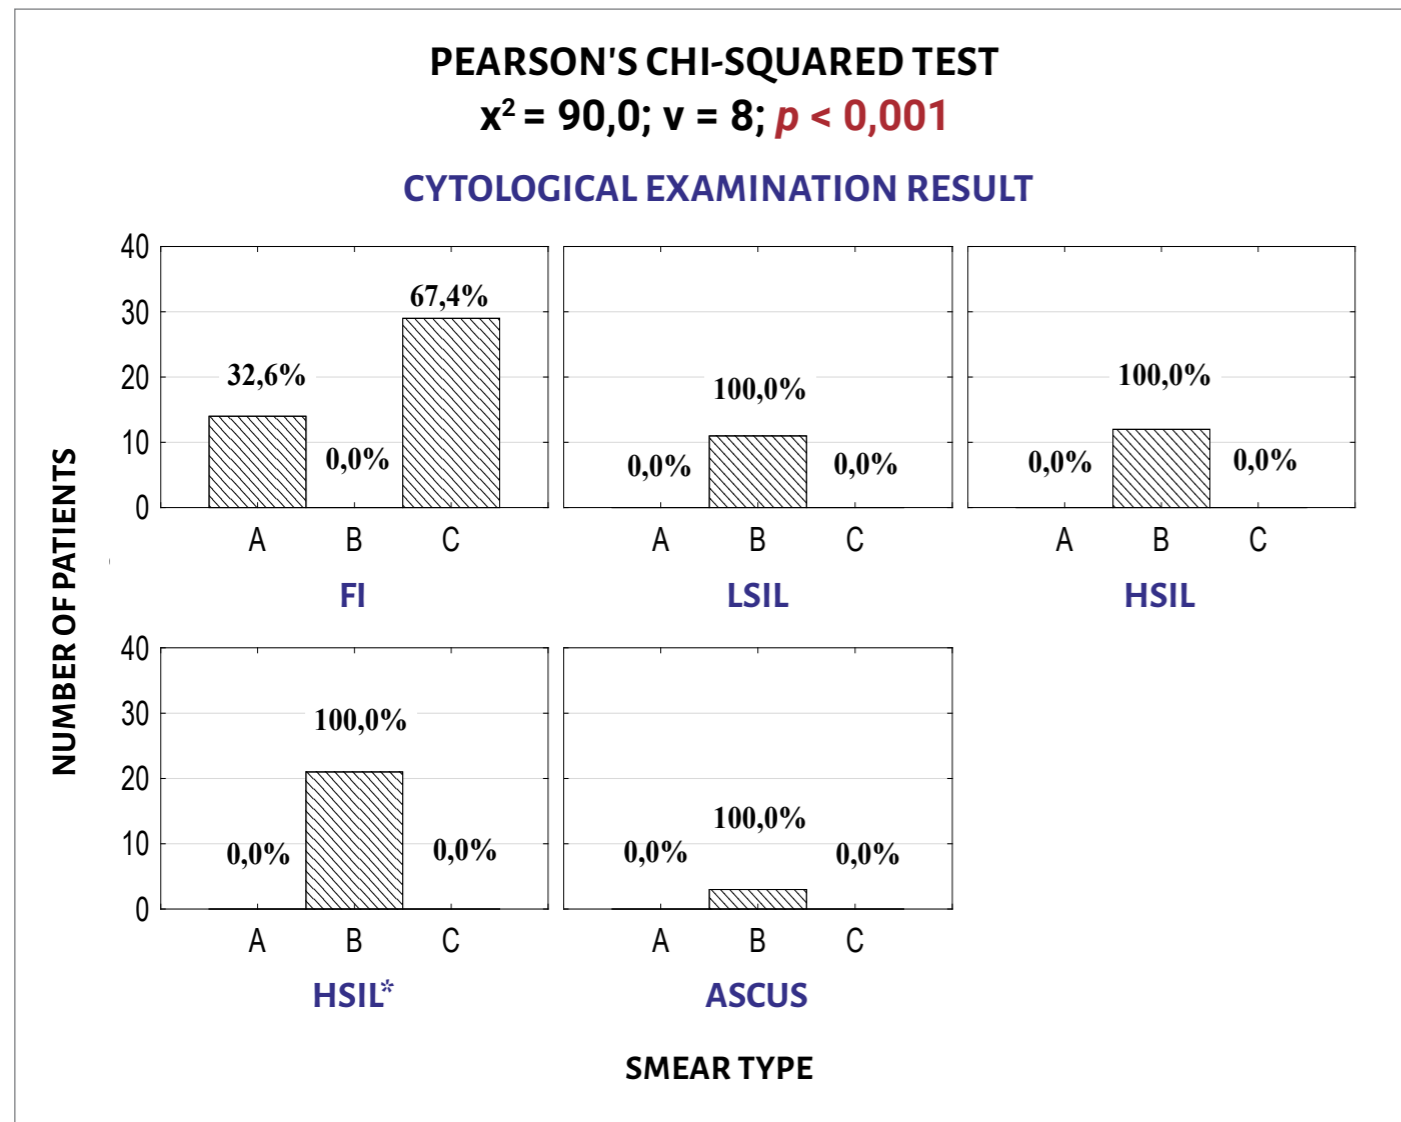 PEARSON'S CHI-SQUARED TEST
x² = 90,0; v = 8; p < 0,001
CYTOLOGICAL EXAMINATION RESULT
NUMBER OF PATIENTS
40
30
20
10
0
32,6%
0,0%
67,4%
A B C
FI
0,0%
100,0%
0,0%
A B C
LSIL
0,0%
100,0%
0,0%
A B C
HSIL
40
30
20
10
0
0,0%
100,0%
0,0%
A B C
HSIL*
0,0%
100,0%
0,0%
A B C
ASCUS
SMEAR TYPE